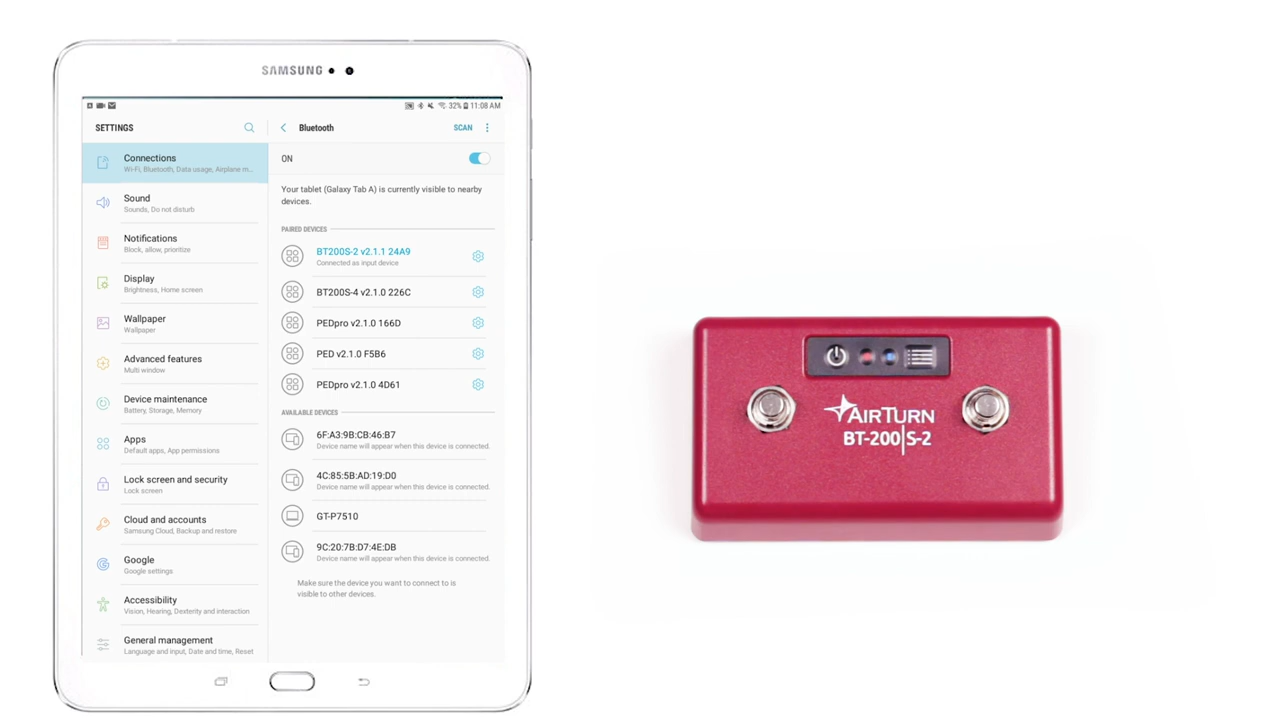 SAMSUNG
32% 11:08 AM
SETTINGS
Bluetooth
SCAN
Connections
Wi-Fi, Bluetooth, Data usage, Airplane m...
ON
Your tablet (Galaxy Tab A) is currently visible to nearby
devices.
Sound
Sounds, Do not disturb
Notifications
Block, allow, prioritize
Display
Brightness, Home screen
Wallpaper
Wallpaper
Advanced features
Multi window
Device maintenance
Battery, Storage, Memory
Apps
Default apps, App permissions
Lock screen and security
Lock screen
Cloud and accounts
Samsung Cloud, Backup and restore
Google
Google settings
Accessibility
Vision, Hearing, Dexterity and interaction
General management
Language and input, Date and time, Reset
PAIRED DEVICES
BT200S-2 v2.1.1 24A9
Connected as input device
BT200S-4 v2.1.0 226C
PEDpro v2.1.0 166D
PED v2.1.0 F5B6
PEDpro v2.1.0 4D61
AVAILABLE DEVICES
6F:A3:9B:CB:46:B7
Device name will appear when this device is connected.
4C:85:5B:AD:19:D0
Device name will appear when this device is connected.
GT-P7510
9C:20:7B:D7:4E:DB
Device name will appear when this device is connected.
Make sure the device you want to connect to is
visible to other devices.
AIRTURN
BT-200|S-2